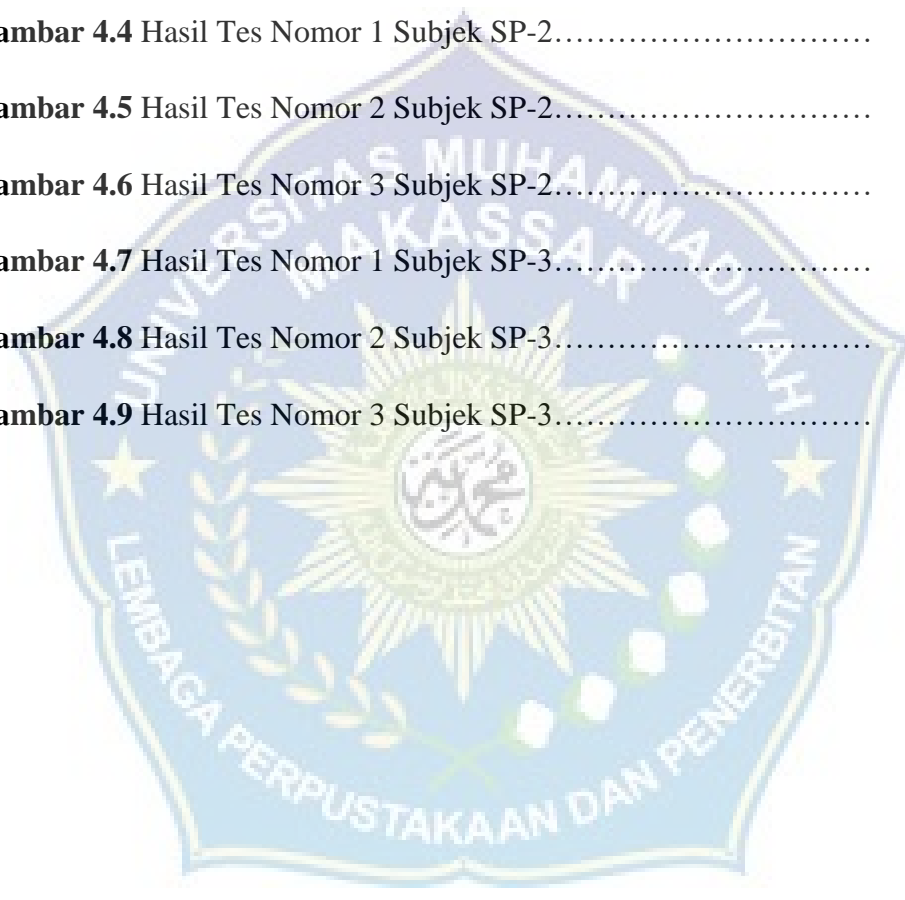 ambar 4.4 Hasil Tes Nomor 1 Subjek SP-2…………………………
ambar 4.5 Hasil Tes Nomor 2 Subjek SP-2…………………………
ambar 4.6 Hasil Tes Nomor 3 Subjek SP-2…………………………
ambar 4.7 Hasil Tes Nomor 1 Subjek SP-3…………………………
ambar 4.8 Hasil Tes Nomor 2 Subjek SP-3…………………………
ambar 4.9 Hasil Tes Nomor 3 Subjek SP-3…………………………
UNIVERSITAS MUHAMMADIYAH
MAKASSAR
LEMBAGA PERPUSTAKAAN DAN PENERBITAN